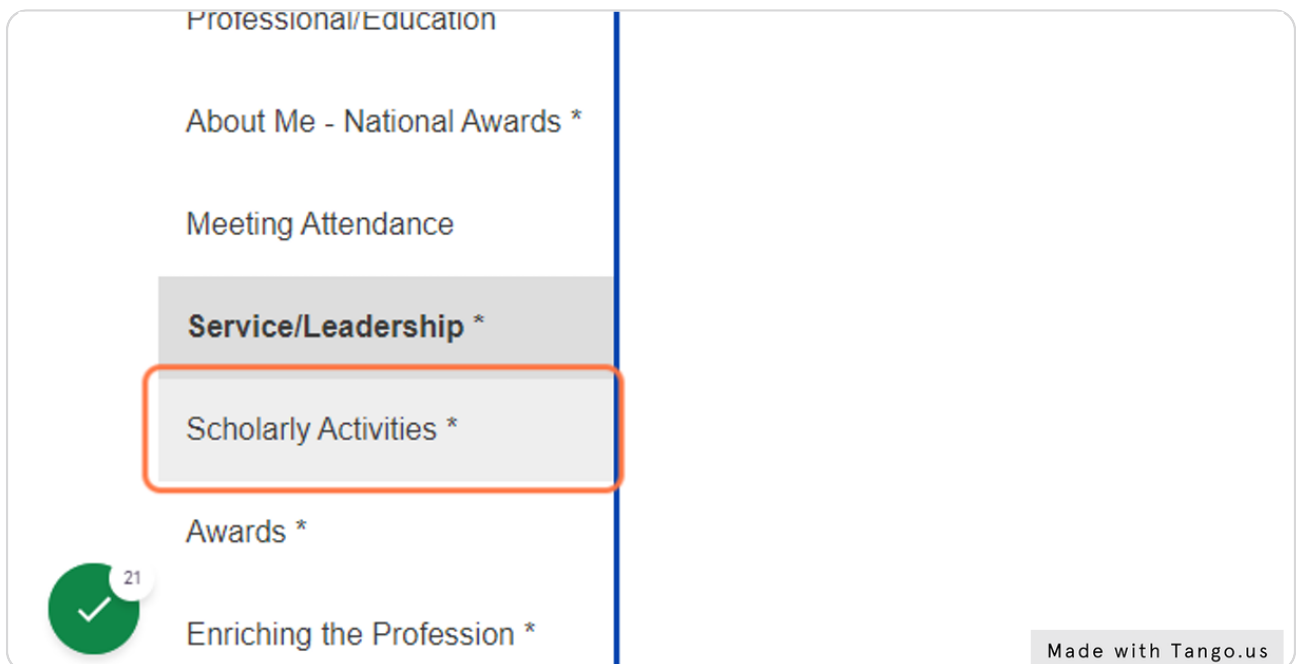 Professional/Education
About Me - National Awards *
Meeting Attendance
Service/Leadership *
Scholarly Activities *
Awards *
21
Enriching the Profession *
Made with Tango.us